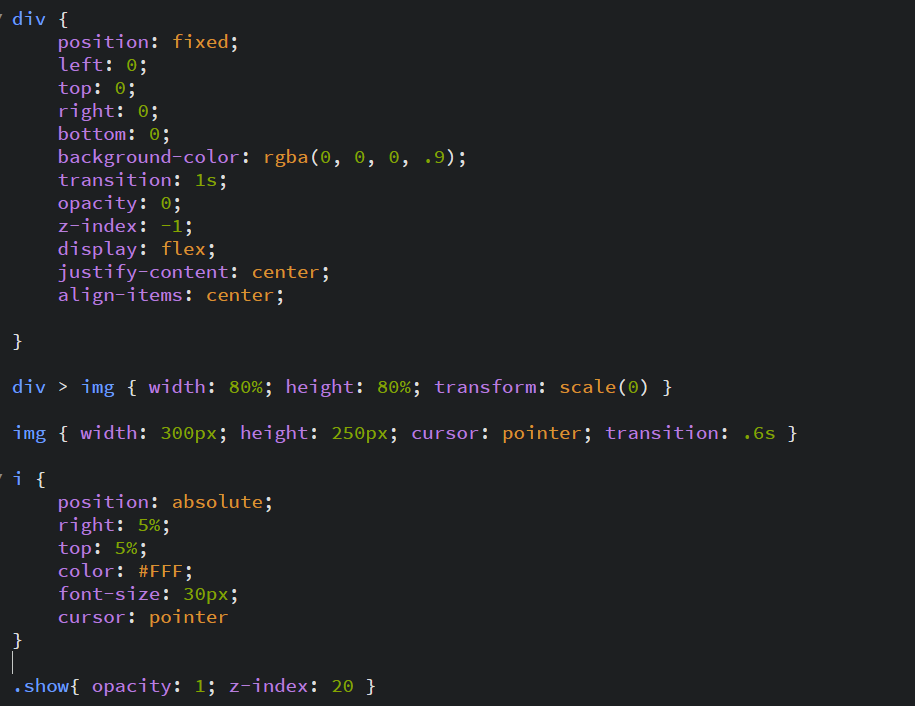 div {
position: fixed;
left: 0;
top: 0;
right: 0;
bottom: 0;
background-color: rgba(0, 0, 0, .9);
transition: 1s;
opacity: 0;
z-index: -1;
display: flex;
justify-content: center;
align-items: center;
}
div > img { width: 80%; height: 80%; transform: scale(0) }
img { width: 300px; height: 250px; cursor: pointer; transition: .6s }
i {
position: absolute;
right: 5%;
top: 5%;
color: #FFF;
font-size: 30px;
cursor: pointer
}
.show{ opacity: 1; z-index: 20 }